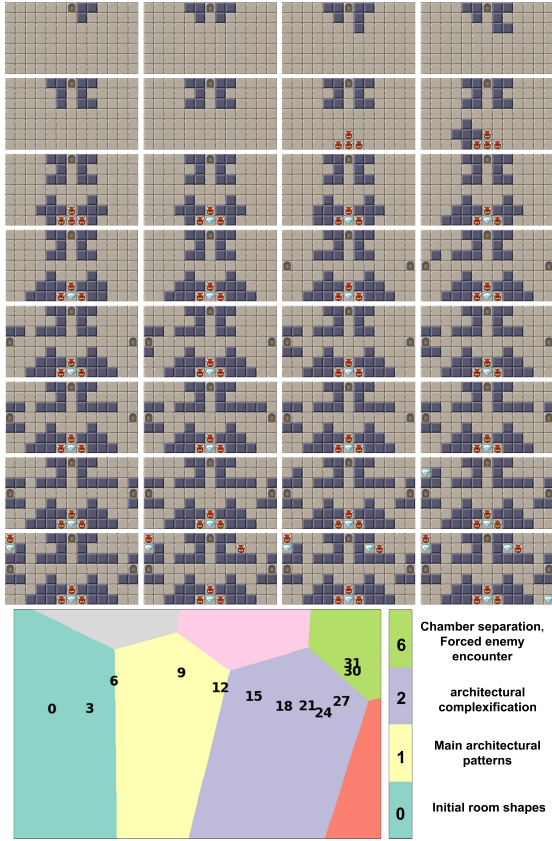 6
Chamber separation,
Forced enemy
encounter
2
architectural
complexification
1
Main architectural
patterns
0
Initial room shapes
31
30
9
6
12
15
27
0
3
18
21
24